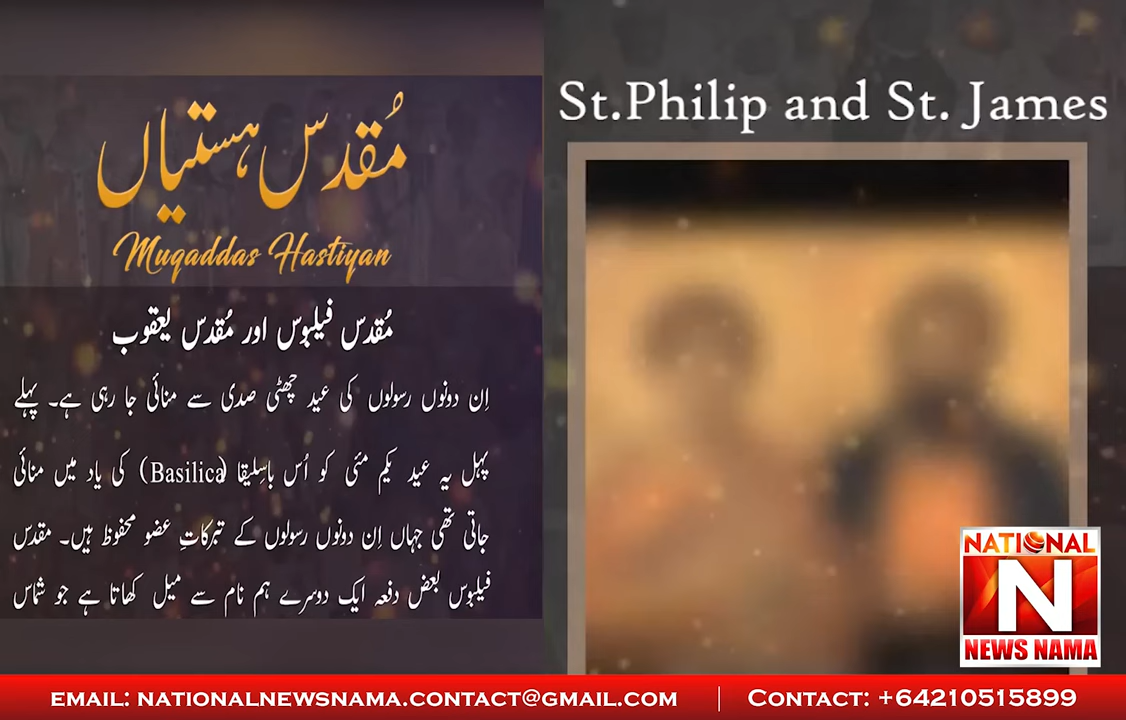 مُقدس ہستیاں
Muqaddas Hastiyan
مُقدس فیلبوس اور مُقدس یعقوب
اِن دونوں رسولوں کی عید چھٹی صدی سے منائی جا رہی ہے۔ پہلے
پہل یہ عید یکم مئی کو اُس باسِلیقا (Basilica) کی یاد میں منائی
جاتی تھی جہاں اِن دونوں رسولوں کے تبرکاتِ عضو محفوظ ہیں۔ مقدس
فیلبوس بعض دفعہ ایک دوسرے ہم نام سے میل کھاتا ہے جو شماس
St.Philip and St. James
NATIONAL
N
NEWS NAMA
EMAIL: NATIONALNEWSNAMA.CONTACT@GMAIL.COM | CONTACT: +64210515899